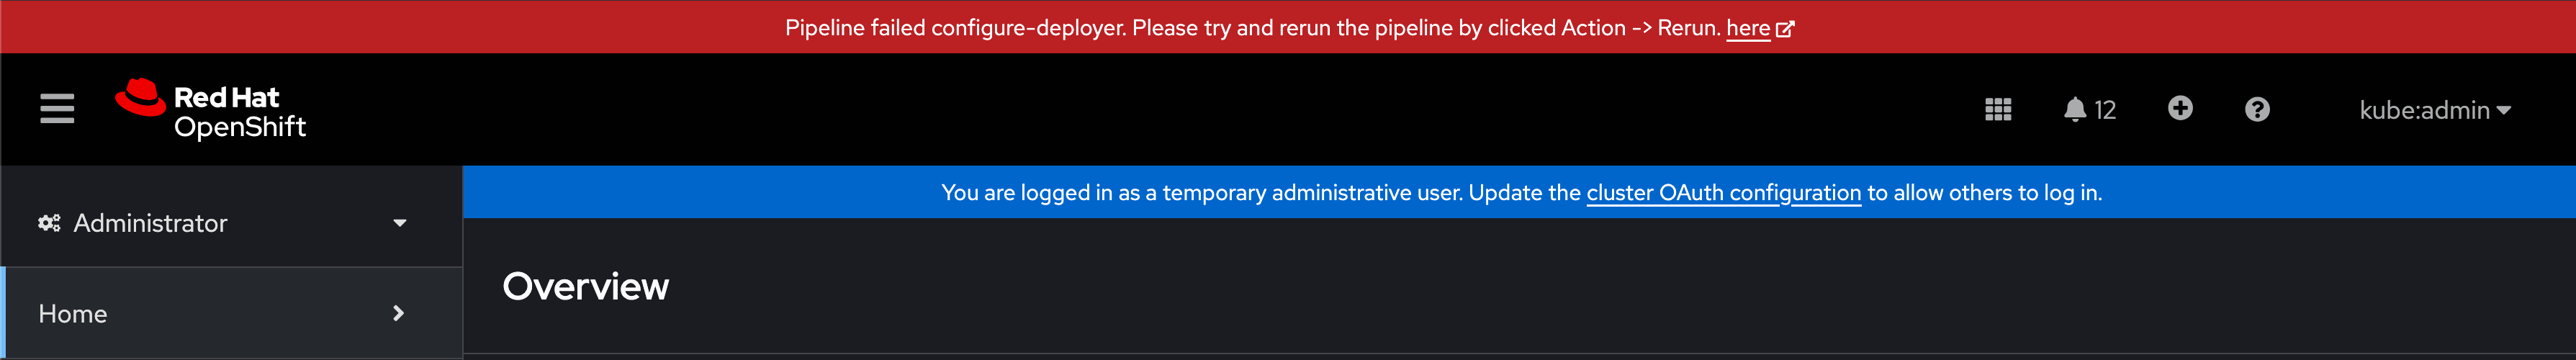 Pipeline failed configure-deployer. Please try and rerun the pipeline by clicked Action -> Rerun. here
Red Hat
OpenShift
12
kube:admin
You are logged in as a temporary administrative user. Update the cluster OAuth configuration to allow others to log in.
Administrator
Overview
Home